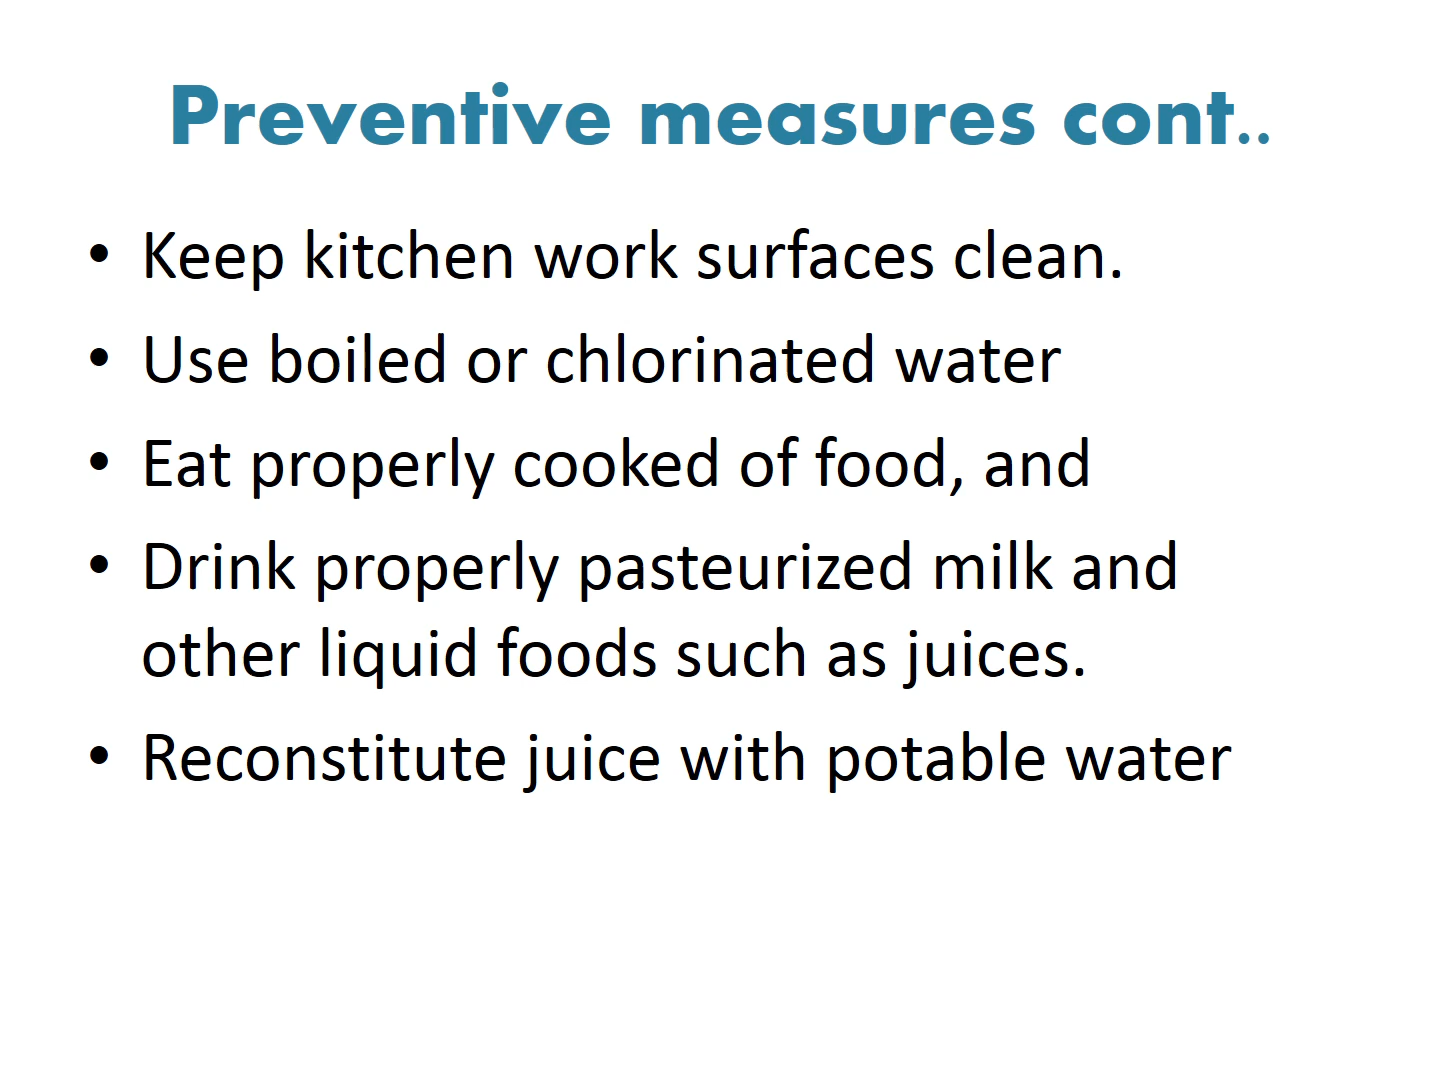 Preventive measures cont..
• Keep kitchen work surfaces clean.
• Use boiled or chlorinated water
• Eat properly cooked of food, and
• Drink properly pasteurized milk and
other liquid foods such as juices.
• Reconstitute juice with potable water